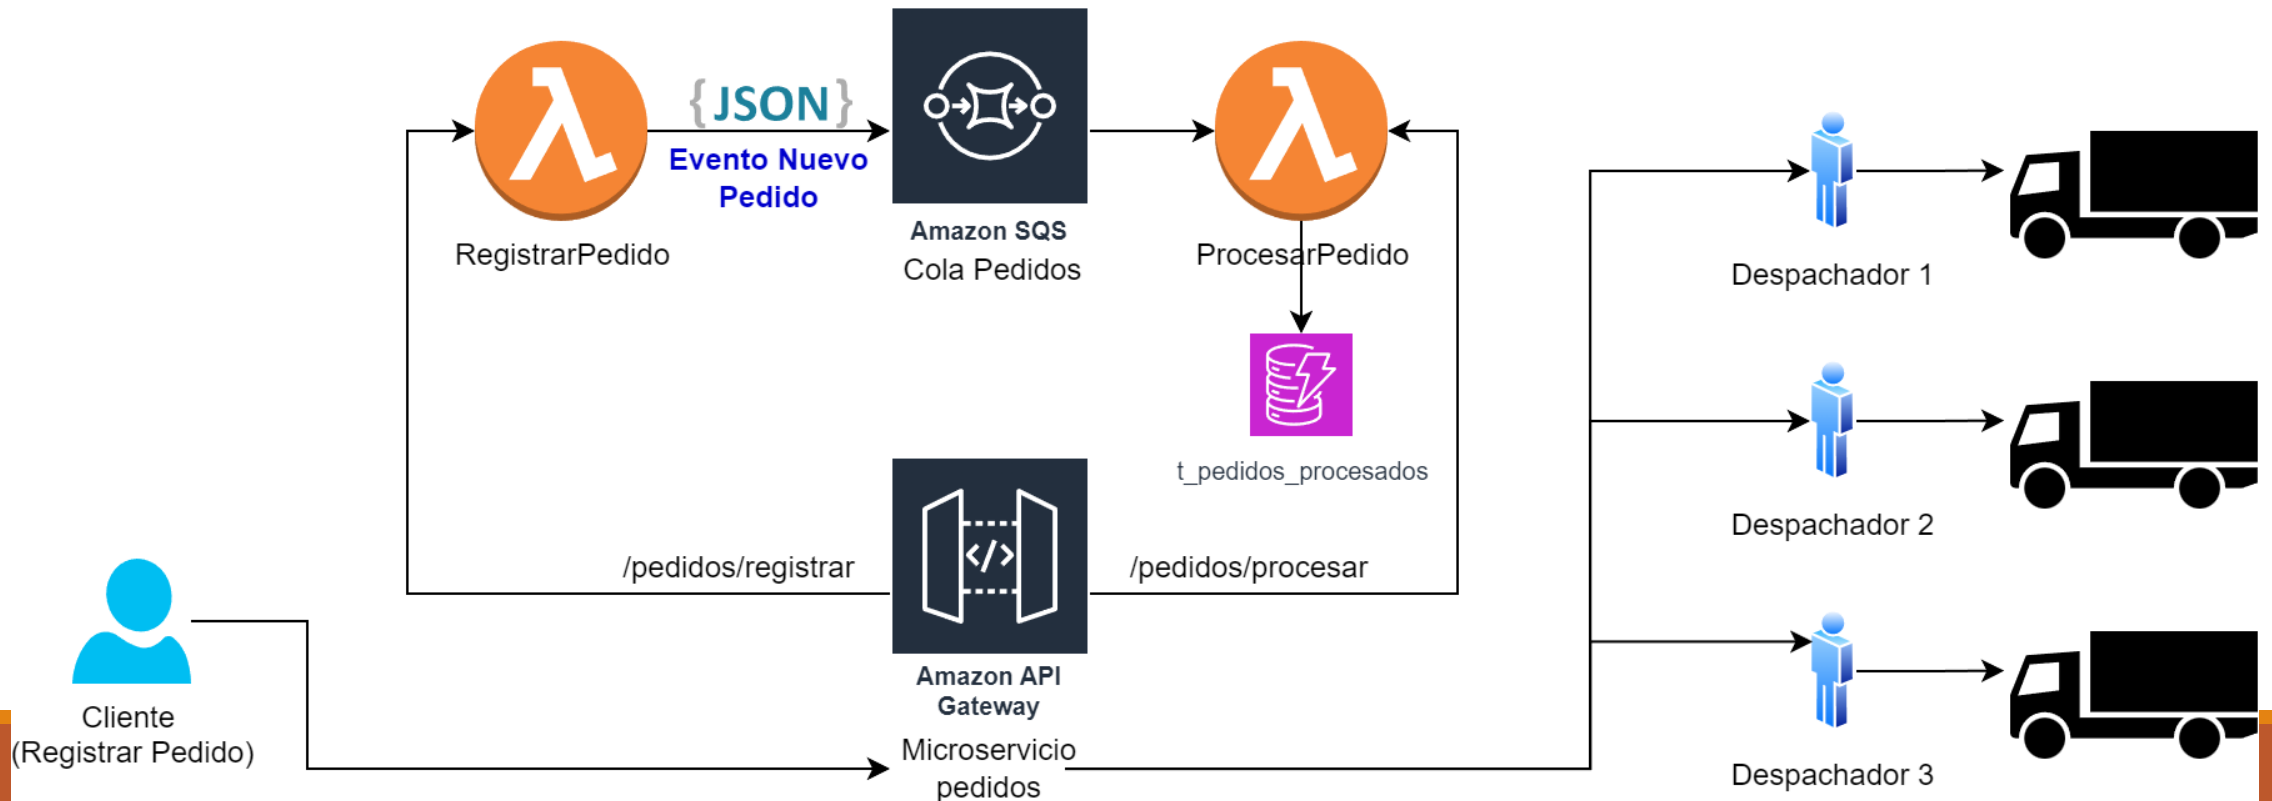 {JSON}
Evento Nuevo
Pedido
RegistrarPedido
Amazon SQS
Cola Pedidos
ProcesarPedido
Despachador 1
t_pedidos_procesados
Despachador 2
/pedidos/registrar
</>
/pedidos/procesar
Amazon API
Gateway
Microservicio
pedidos
Cliente
(Registrar Pedido)
Despachador 3